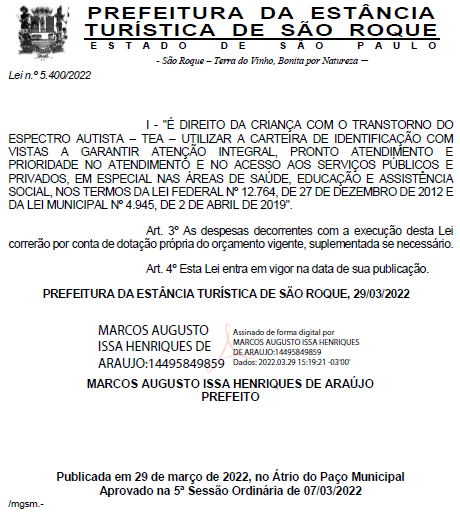 PREFEITURA DA ESTÂNCIA
TURÍSTICA DE SÃO ROQUE
ESTADO DE SÃO PAULO
- São Roque – Terra do Vinho, Bonita por Natureza –
Lei n.º 5.400/2022
I - "É DIREITO DA CRIANÇA COM O TRANSTORNO DO
ESPECTRO AUTISTA – TEA – UTILIZAR A CARTEIRA DE IDENTIFICAÇÃO COM
VISTAS A GARANTIR ATENÇÃO INTEGRAL, PRONTO ATENDIMENTO E
PRIORIDADE NO ATENDIMENTO E NO ACESSO AOS SERVIÇOS PÚBLICOS E
PRIVADOS, EM ESPECIAL NAS ÁREAS DE SAÚDE, EDUCAÇÃO E ASSISTÊNCIA
SOCIAL, NOS TERMOS DA LEI FEDERAL Nº 12.764, DE 27 DE DEZEMBRO DE 2012 E
DA LEI MUNICIPAL Nº 4.945, DE 2 DE ABRIL DE 2019".
Art. 3º As despesas decorrentes com a execução desta Lei
correrão por conta de dotação própria do orçamento vigente, suplementada se necessário.
Art. 4º Esta Lei entra em vigor na data de sua publicação.
PREFEITURA DA ESTÂNCIA TURÍSTICA DE SÃO ROQUE, 29/03/2022
MARCOS AUGUSTO
ISSA HENRIQUES DE
ARAUJO:14495849859
Assinado de forma digital por
MARCOS AUGUSTO ISSA HENRIQUES
DE ARAUJO:14495849859
Dados: 2022.03.29 15:19:21 -03'00'
MARCOS AUGUSTO ISSA HENRIQUES DE ARAÚJO
PREFEITO
Publicada em 29 de março de 2022, no Átrio do Paço Municipal
Aprovado na 5ª Sessão Ordinária de 07/03/2022
/mgsm.-